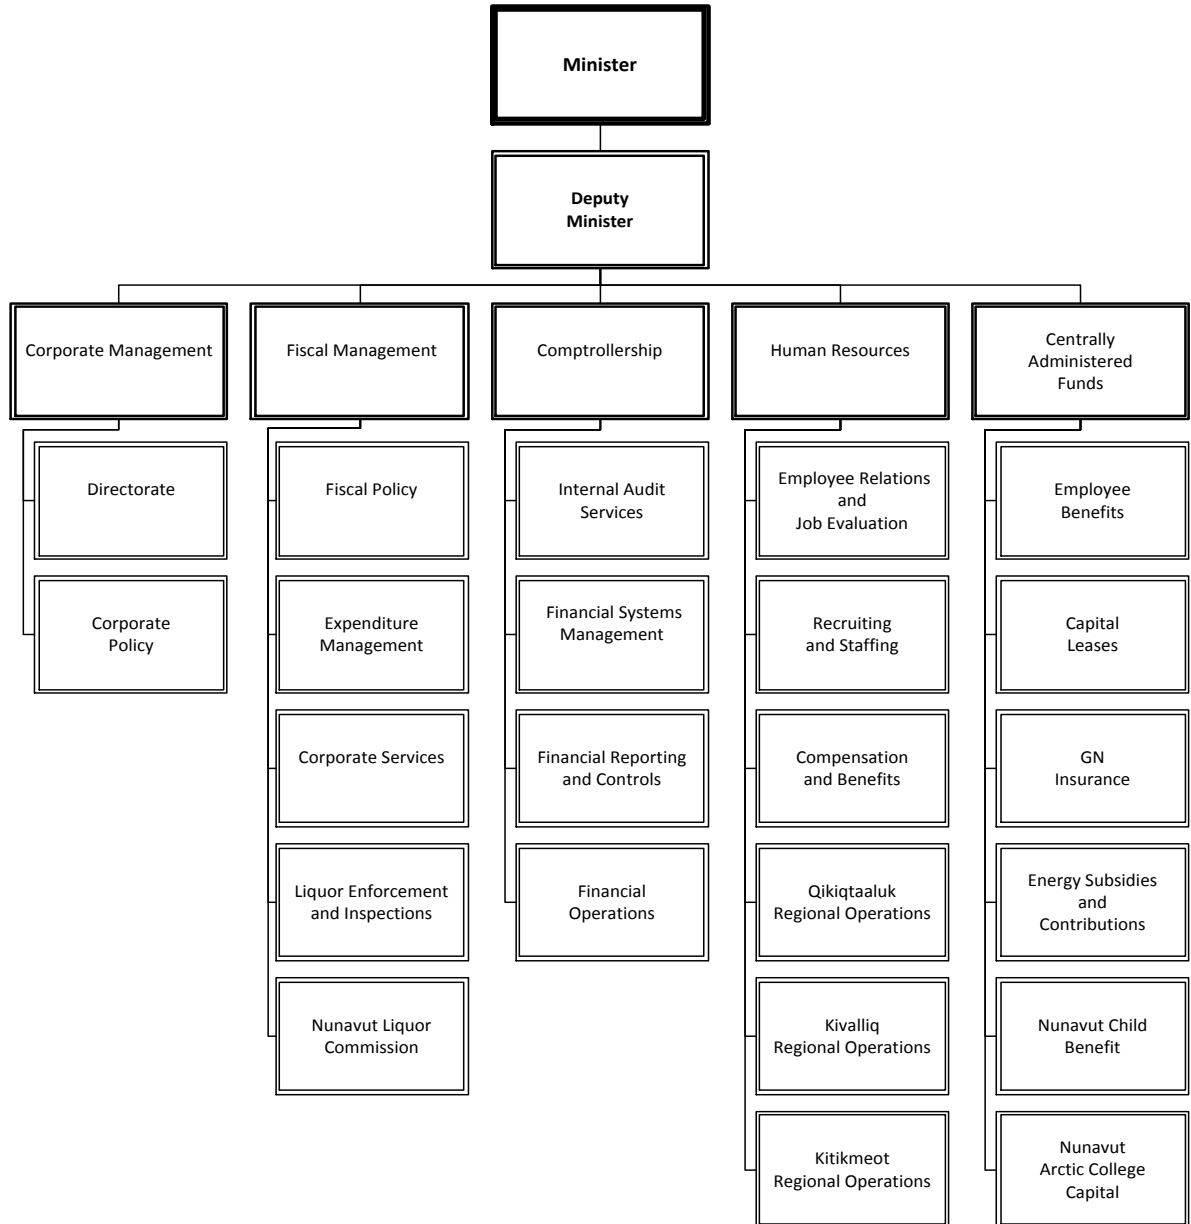 Minister
Deputy
Minister
Corporate Management
Fiscal Management
Comptrollership
Human Resources
Centrally
Administered
Funds
Directorate
Corporate
Policy
Fiscal Policy
Expenditure
Management
Corporate Services
Liquor Enforcement
and Inspections
Nunavut Liquor
Commission
Internal Audit
Services
Financial Systems
Management
Financial Reporting
and Controls
Financial
Operations
Employee Relations
and
Job Evaluation
Recruiting
and Staffing
Compensation
and Benefits
Qikiqtaaluk
Regional Operations
Kivalliq
Regional Operations
Kitikmeot
Regional Operations
Employee
Benefits
Capital
Leases
GN
Insurance
Energy Subsidies
and
Contributions
Nunavut Child
Benefit
Nunavut
Arctic College
Capital